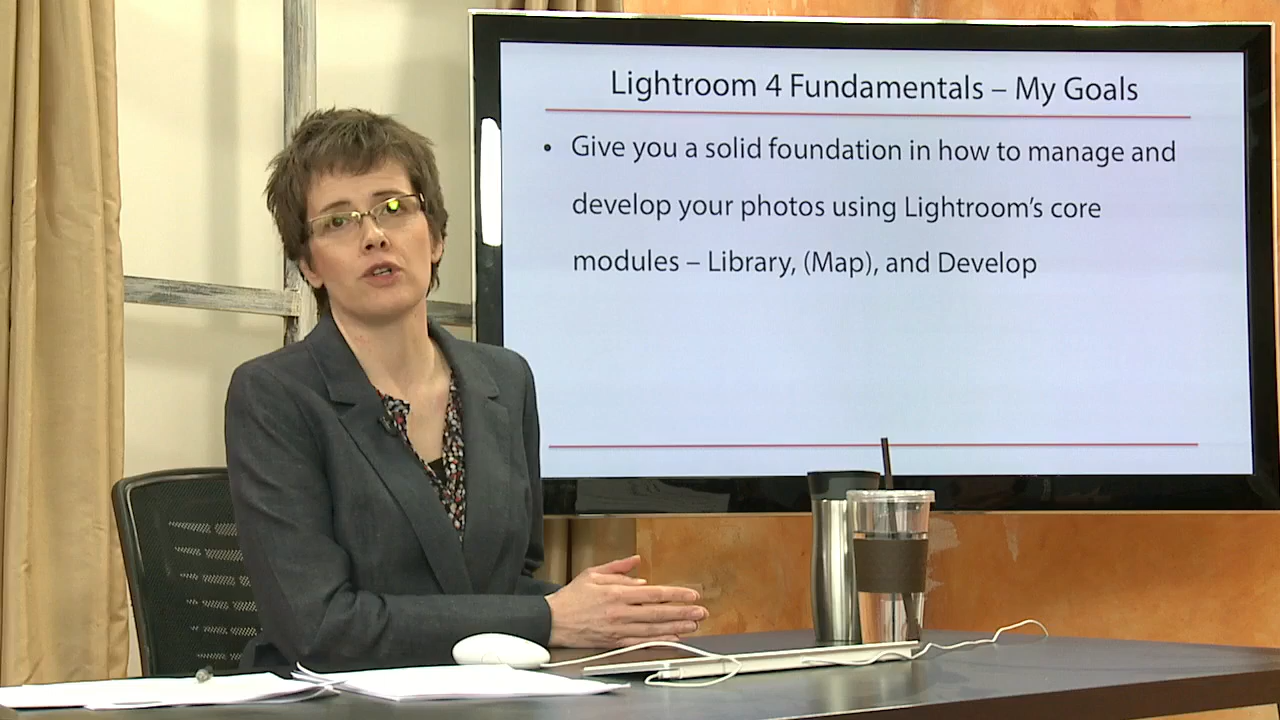 Lightroom 4 Fundamentals – My Goals
• Give you a solid foundation in how to manage and
develop your photos using Lightroom's core
modules – Library, (Map), and Develop